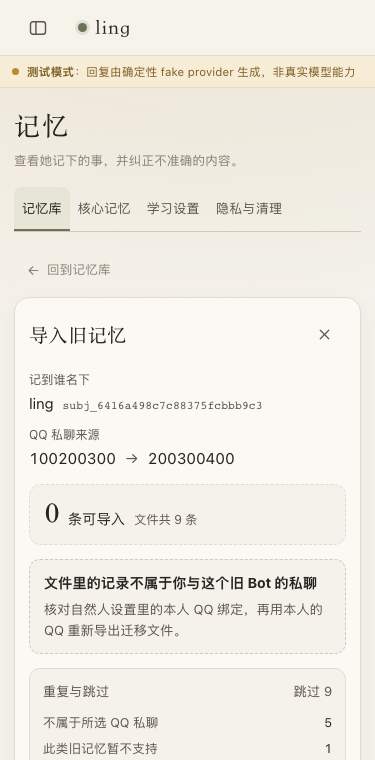 ling
测试模式：回复由确定性 fake provider 生成，非真实模型能力
记忆
查看她记下的事，并纠正不准确的内容。
记忆库 核心记忆 学习设置 隐私与清理
← 回到记忆库
导入旧记忆 ×
记到谁名下
ling subj_6416a498c7c88375fcbbb9c3
QQ 私聊来源
100200300 → 200300400
0 条可导入 文件共 9 条
文件里的记录不属于你与这个旧 Bot 的私聊
核对自然人设置里的本人 QQ 绑定，再用本人的
QQ 重新导出迁移文件。
重复与跳过 跳过 9
不属于所选 QQ 私聊 5
此类旧记忆暂不支持 1